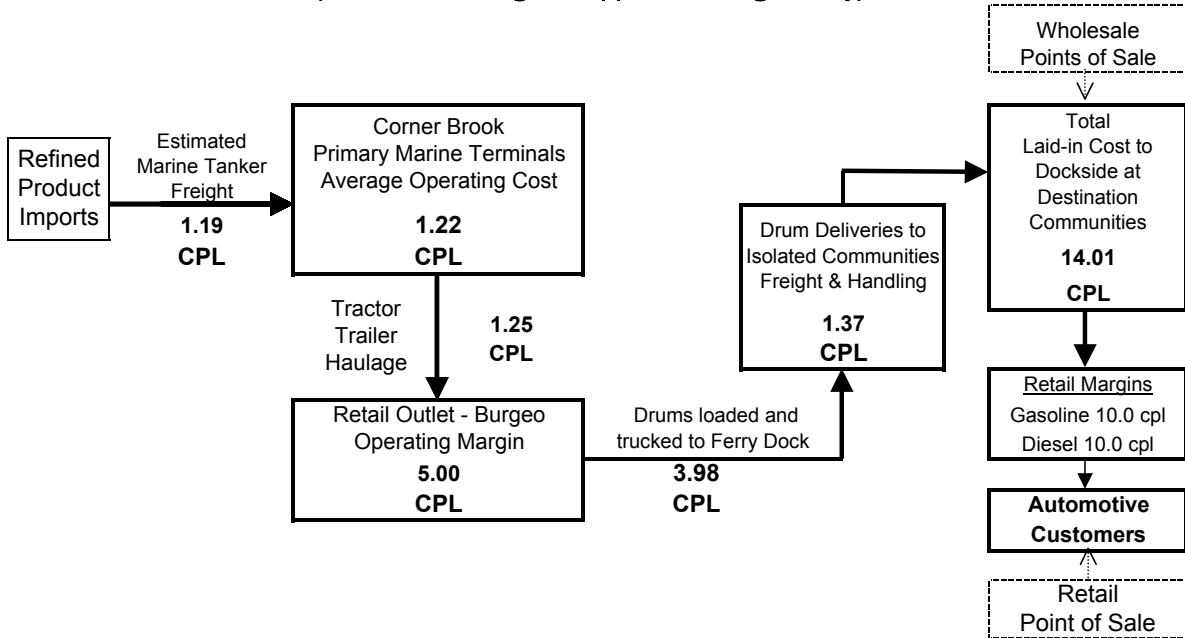 Wholesale
Points of Sale
Refined
Product
Imports
Estimated
Marine Tanker
Freight
1.19
CPL
Corner Brook
Primary Marine Terminals
Average Operating Cost
1.22
CPL
Tractor
Trailer
Haulage
1.25
CPL
Retail Outlet - Burgeo
Operating Margin
5.00
CPL
Drums loaded and
trucked to Ferry Dock
3.98
CPL
Drum Deliveries to
Isolated Communities
Freight & Handling
1.37
CPL
Total
Laid-in Cost to
Dockside at
Destination
Communities
14.01
CPL
Retail Margins
Gasoline 10.0 cpl
Diesel 10.0 cpl
Automotive
Customers
Retail
Point of Sale